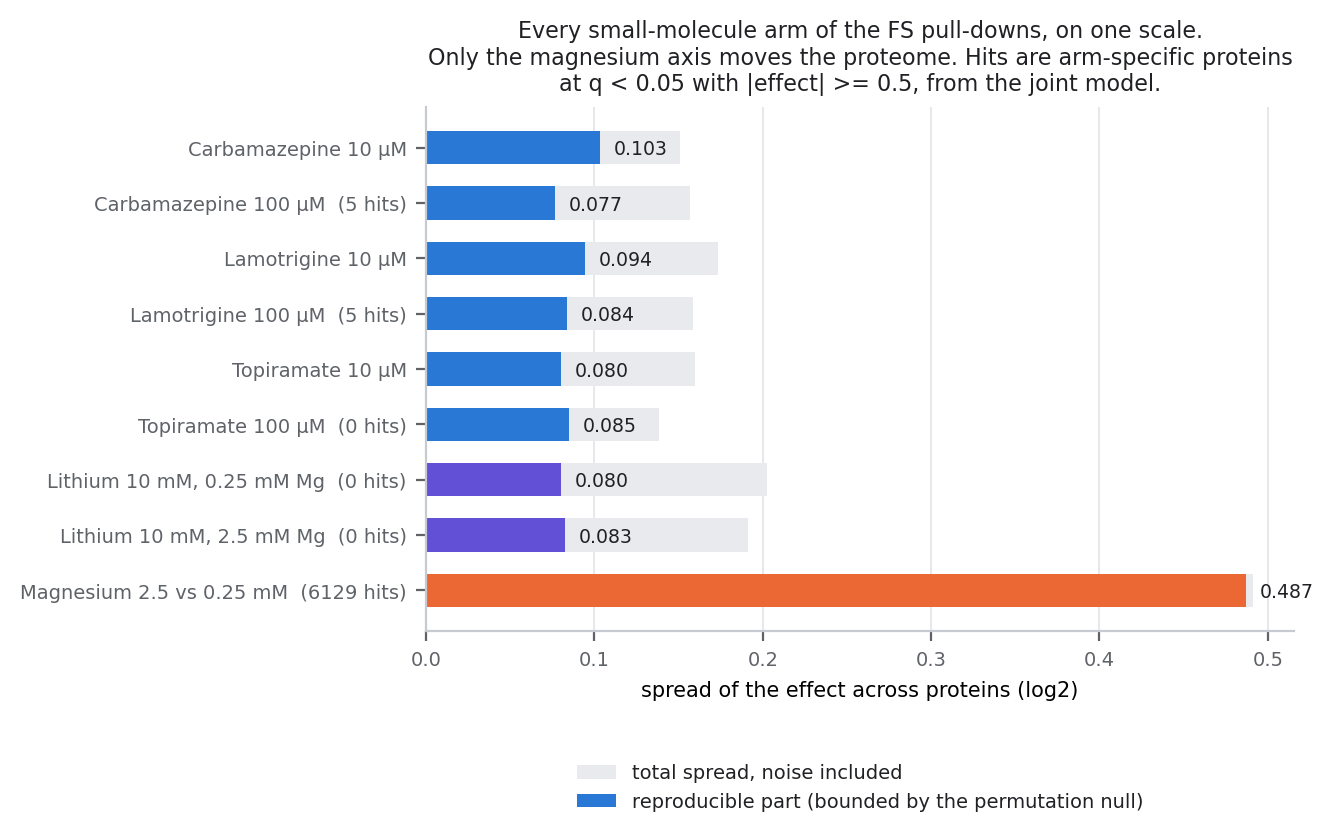 Every small-molecule arm of the FS pull-downs, on one scale.
Only the magnesium axis moves the proteome. Hits are arm-specific proteins
at q < 0.05 with |effect| >= 0.5, from the joint model.
Carbamazepine 10 µM
0.103
Carbamazepine 100 µM (5 hits)
0.077
Lamotrigine 10 µM
0.094
Lamotrigine 100 µM (5 hits)
0.084
Topiramate 10 µM
0.080
Topiramate 100 µM (0 hits)
0.085
Lithium 10 mM, 0.25 mM Mg (0 hits)
0.080
Lithium 10 mM, 2.5 mM Mg (0 hits)
0.083
Magnesium 2.5 vs 0.25 mM (6129 hits)
0.487
0.0 0.1 0.2 0.3 0.4 0.5
spread of the effect across proteins (log2)
total spread, noise included
reproducible part (bounded by the permutation null)